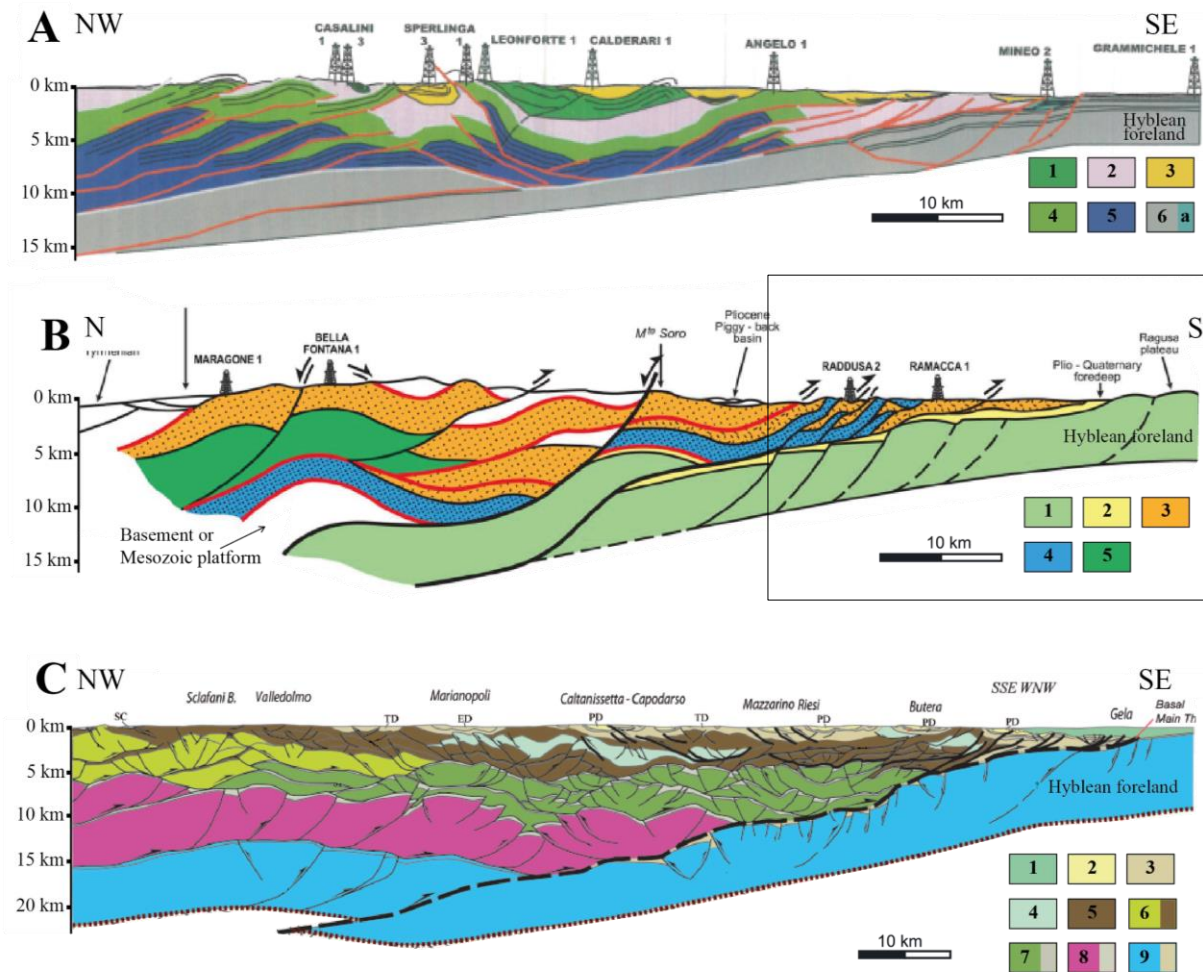 A NW SE
CASALINI
1 3
SPERLINGA
3 1
LEONFORTE 1
CALDERARI 1
ANGELO 1
MINEO 2
GRAMMICHELE 1
0 km
5 km
10 km
15 km
Hyblean
foreland
10 km
1 2 3
4 5 6 a
B N S
MARAGONE 1
BELLA
FONTANA 1
Mte Soro
Pliocene
Piggy - back
basin
RADDUSA 2
RAMACCA 1
Plio - Quaternary
foredeep
Ragusa
plateau
0 km
5 km
10 km
15 km
Hyblean foreland
Basement or
Mesozoic platform
10 km
1 2 3
4 5
C NW SE
Sclafani B. Valledolmo Marianopoli Caltanissetta - Capodarso Mazzarino Riesi Butera SSE WNW Gela
Basal
Main Th
SC TD ED PD TD PD PD PD
0 km
5 km
10 km
15 km
20 km
Hyblean foreland
10 km
1 2 3
4 5 6
7 8 9